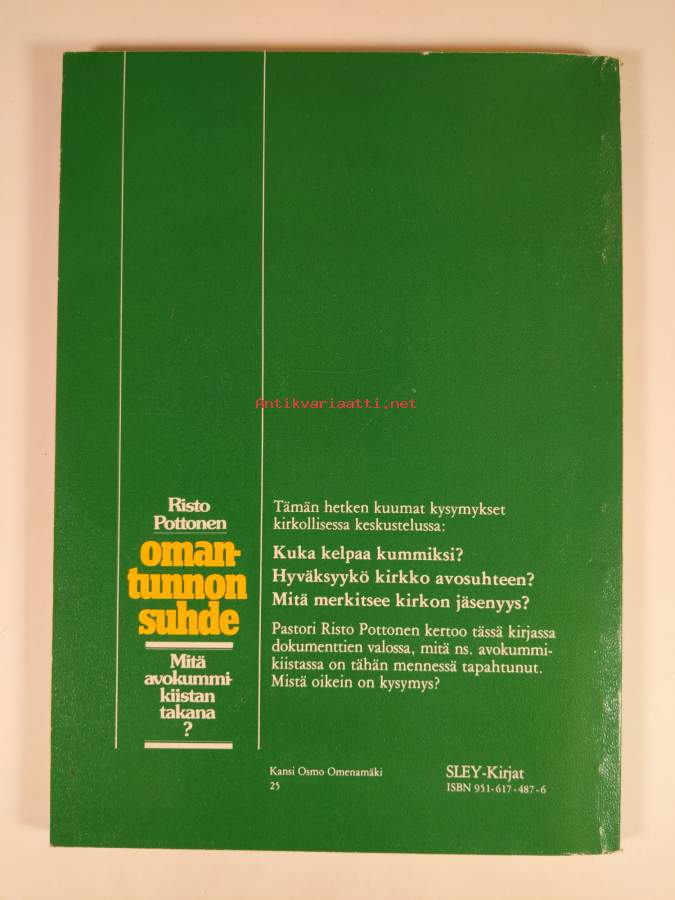 Antikvariaatti.net
Risto
Pottonen
oman-
tunnon
suhde
Mitä
avokummi-
kiistan
takana
?
Tämän hetken kuumat kysymykset
kirkollisessa keskustelussa:
Kuka kelpaa kummiksi?
Hyväksyykö kirkko avosuhteen?
Mitä merkitsee kirkon jäsenyys?
Pastori Risto Pottonen kertoo tässä kirjassa
dokumenttien valossa, mitä ns. avokummi-
kiistassa on tähän mennessä tapahtunut.
Mistä oikein on kysymys?
Kansi Osmo Omenamäki
25
SLEY-Kirjat
ISBN 951-617-487-6